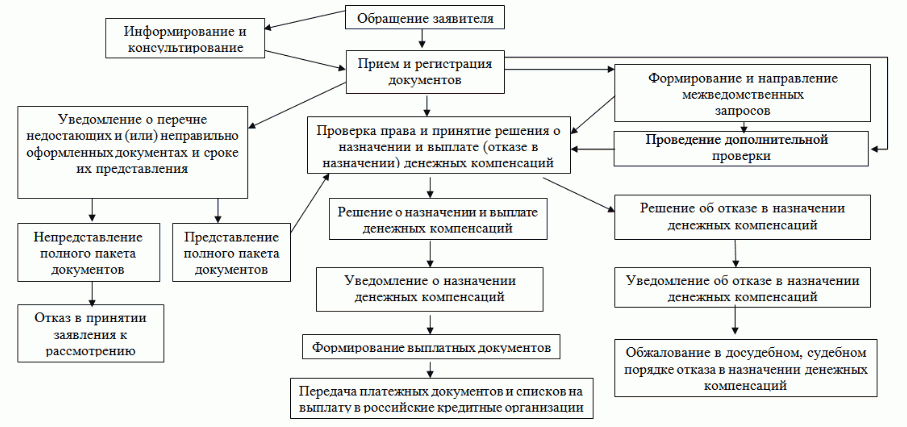 Обращение заявителя
Информирование и
консультирование
Прием и регистрация
документов
Формирование и направление
межведомственных
запросов
Уведомление о перечне
недостающих и (или) неправильно
оформленных документах и сроке
их представления
Проверка права и принятие решения о
назначении и выплате (отказе в
назначении) денежных компенсаций
Проведение дополнительной
проверки
Непредставление
полного пакета
документов
Представление
полного пакета
документов
Решение о назначении и выплате
денежных компенсаций
Решение об отказе в назначении
денежных компенсаций
Уведомление о назначении
денежных компенсаций
Уведомление об отказе в назначении
денежных компенсаций
Отказ в принятии
заявления к
рассмотрению
Формирование выплатных документов
Обжалование в досудебном, судебном
порядке отказа в назначении денежных
компенсаций
Передача платежных документов и списков на
выплату в российские кредитные организации